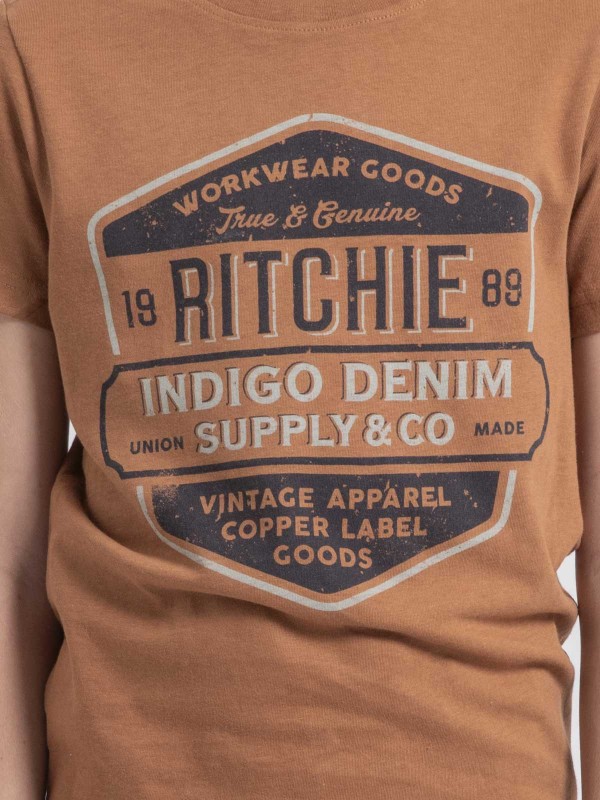 WORKWEAR GOODS
True & Genuine
19 RITCHIE 89
INDIGO DENIM
UNION SUPPLY & CO MADE
VINTAGE APPAREL
COPPER LABEL
GOODS